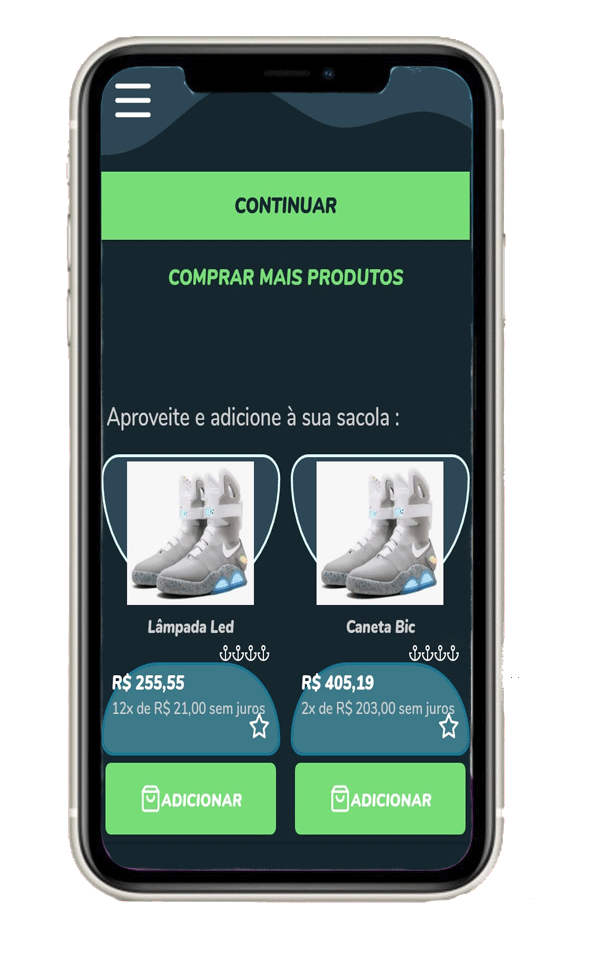 CONTINUAR
COMPRAR MAIS PRODUTOS
Aproveite e adicione à sua sacola :
Lâmpada Led
Caneta Bic
R$ 255,55
12x de R$ 21,00 sem juros
R$ 405,19
2x de R$ 203,00 sem juros
ADICIONAR
ADICIONAR